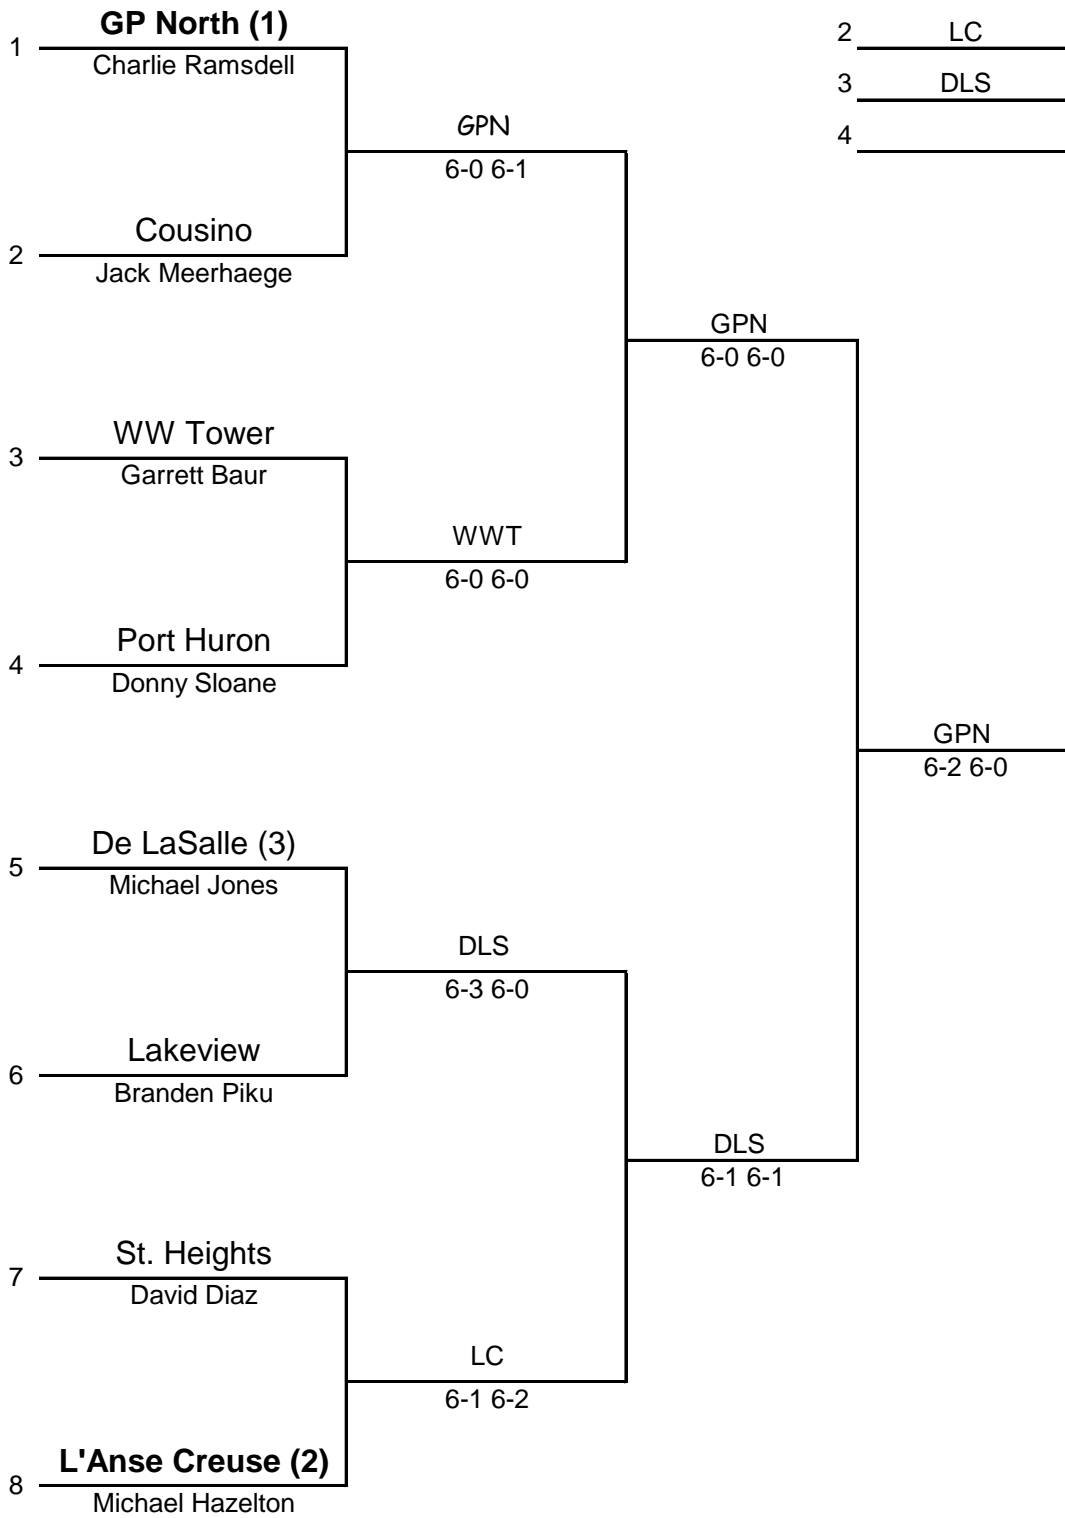 GP North (1)
1
Charlie Ramsdell
2 LC
3 DLS
4
GPN
6-0 6-1
Cousino
2
Jack Meerhaege
GPN
6-0 6-0
WW Tower
3
Garrett Baur
WWT
6-0 6-0
Port Huron
4
Donny Sloane
GPN
6-2 6-0
De LaSalle (3)
5
Michael Jones
DLS
6-3 6-0
Lakeview
6
Branden Piku
DLS
6-1 6-1
St. Heights
7
David Diaz
LC
6-1 6-2
L'Anse Creuse (2)
8
Michael Hazelton